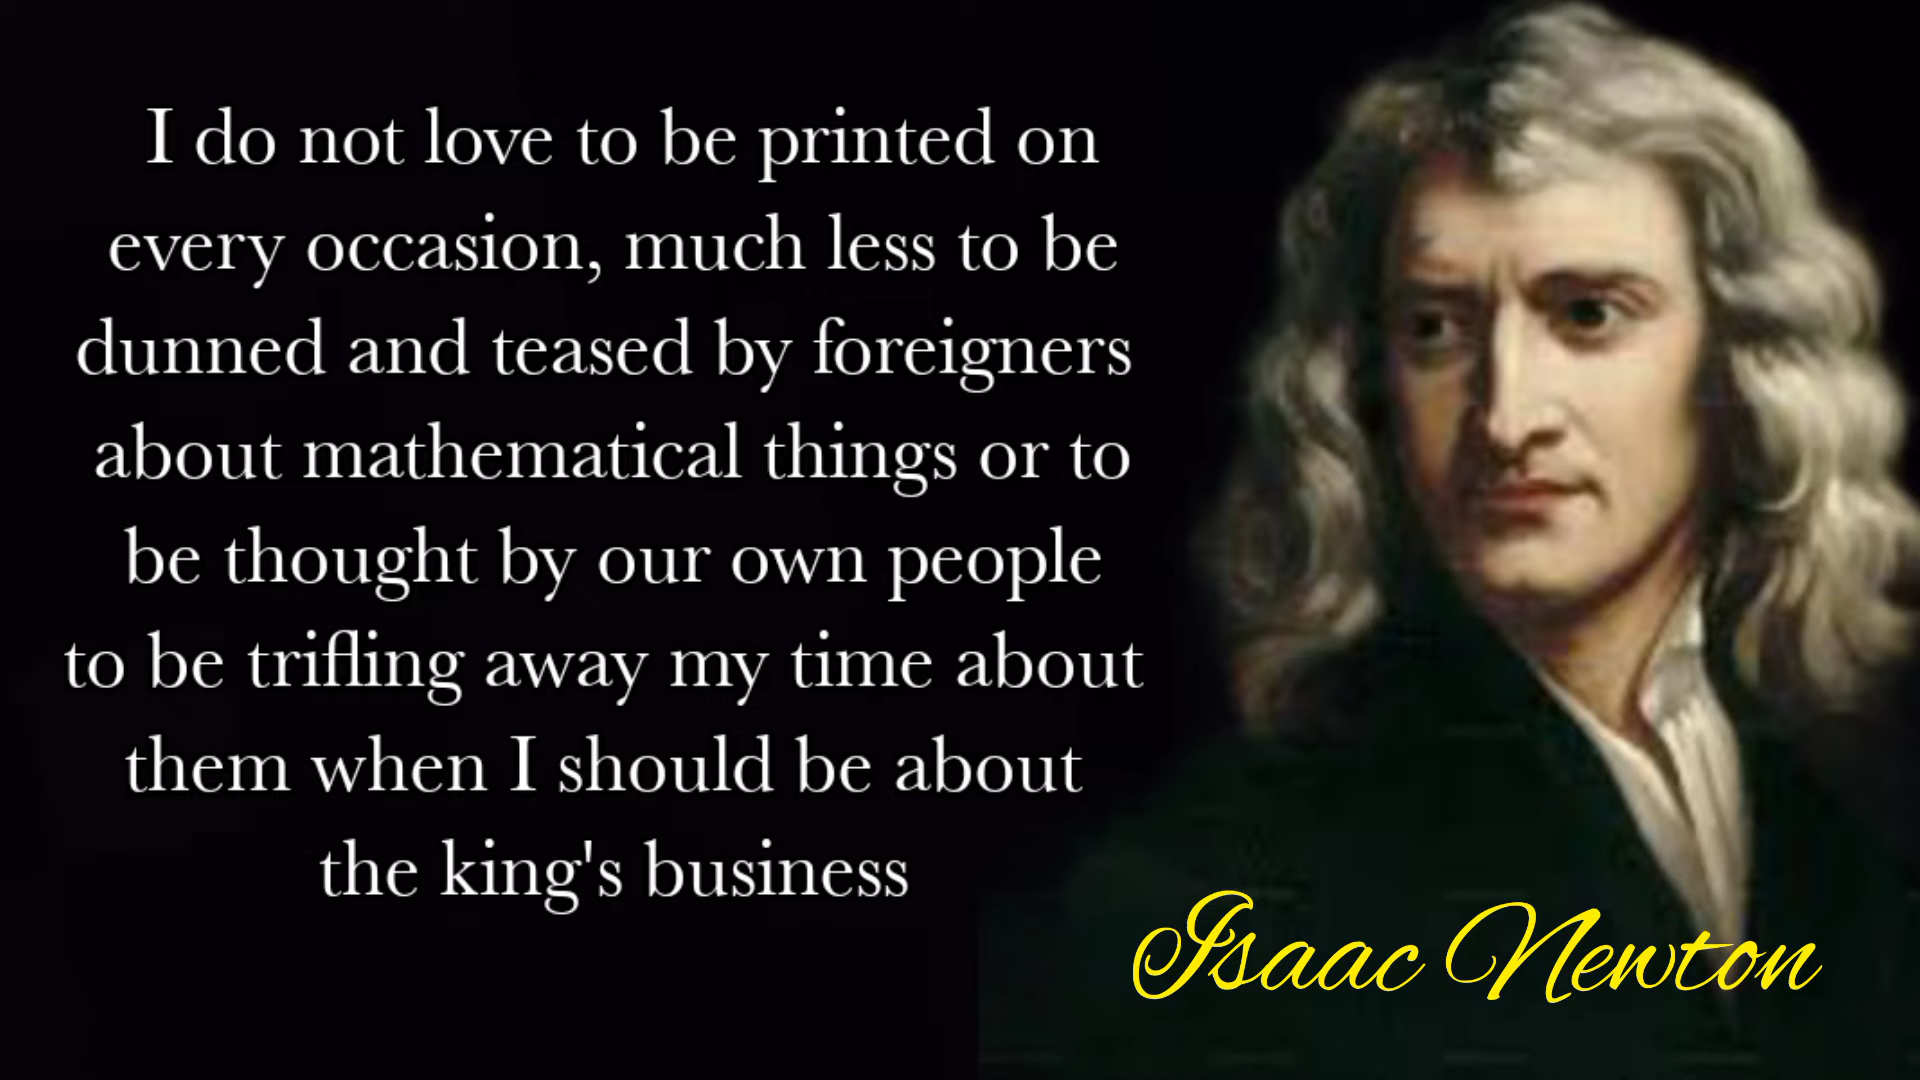 I do not love to be printed on
every occasion, much less to be
dunned and teased by foreigners
about mathematical things or to
be thought by our own people
to be trifling away my time about
them when I should be about
the king's business
Isaac Newton